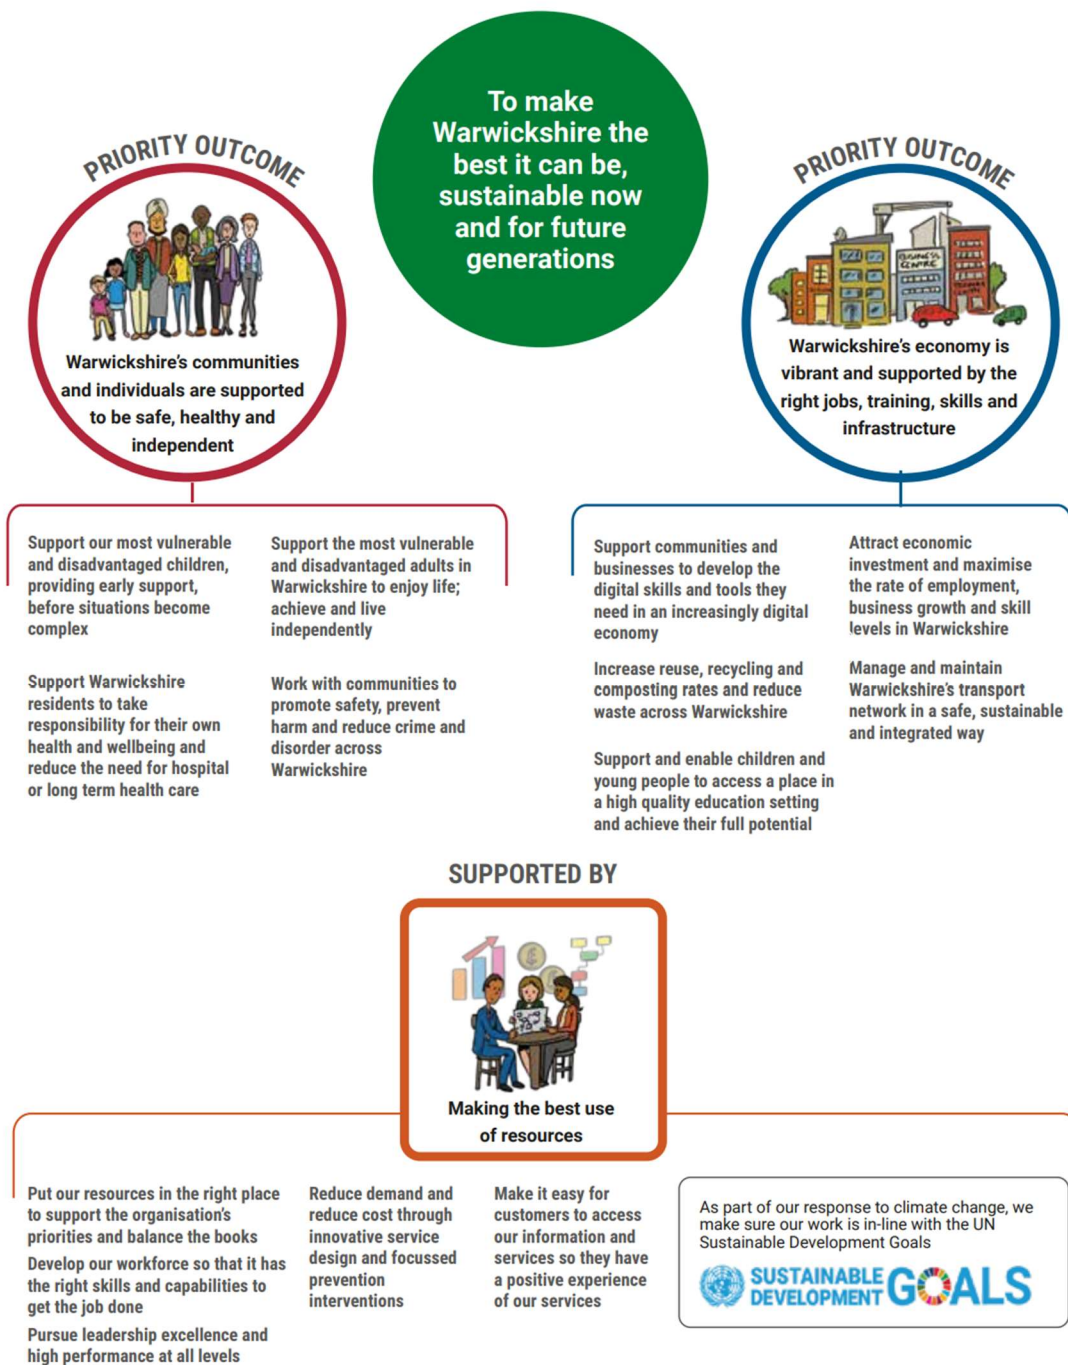 To make
Warwickshire the
best it can be,
sustainable now
and for future
generations
PRIORITY OUTCOME
Warwickshire's communities
and individuals are supported
to be safe, healthy and
independent
PRIORITY OUTCOME
BUSINESS
CENTRE
Warwickshire's economy is
vibrant and supported by the
right jobs, training, skills and
infrastructure
Support our most vulnerable
and disadvantaged children,
providing early support,
before situations become
complex
Support the most vulnerable
and disadvantaged adults in
Warwickshire to enjoy life;
achieve and live
independently
Support Warwickshire
residents to take
responsibility for their own
health and wellbeing and
reduce the need for hospital
or long term health care
Work with communities to
promote safety, prevent
harm and reduce crime and
disorder across
Warwickshire
Support communities and
businesses to develop the
digital skills and tools they
need in an increasingly digital
economy
Attract economic
investment and maximise
the rate of employment,
business growth and skill
levels in Warwickshire
Increase reuse, recycling and
composting rates and reduce
waste across Warwickshire
Manage and maintain
Warwickshire's transport
network in a safe, sustainable
and integrated way
Support and enable children and
young people to access a place in
a high quality education setting
and achieve their full potential
SUPPORTED BY
£
Making the best use
of resources
Put our resources in the right place
to support the organisation's
priorities and balance the books
Develop our workforce so that it has
the right skills and capabilities to
get the job done
Pursue leadership excellence and
high performance at all levels
Reduce demand and
reduce cost through
innovative service
design and focussed
prevention
interventions
Make it easy for
customers to access
our information and
services so they have
a positive experience
of our services
As part of our response to climate change, we
make sure our work is in-line with the UN
Sustainable Development Goals
SUSTAINABLE
DEVELOPMENT GOALS